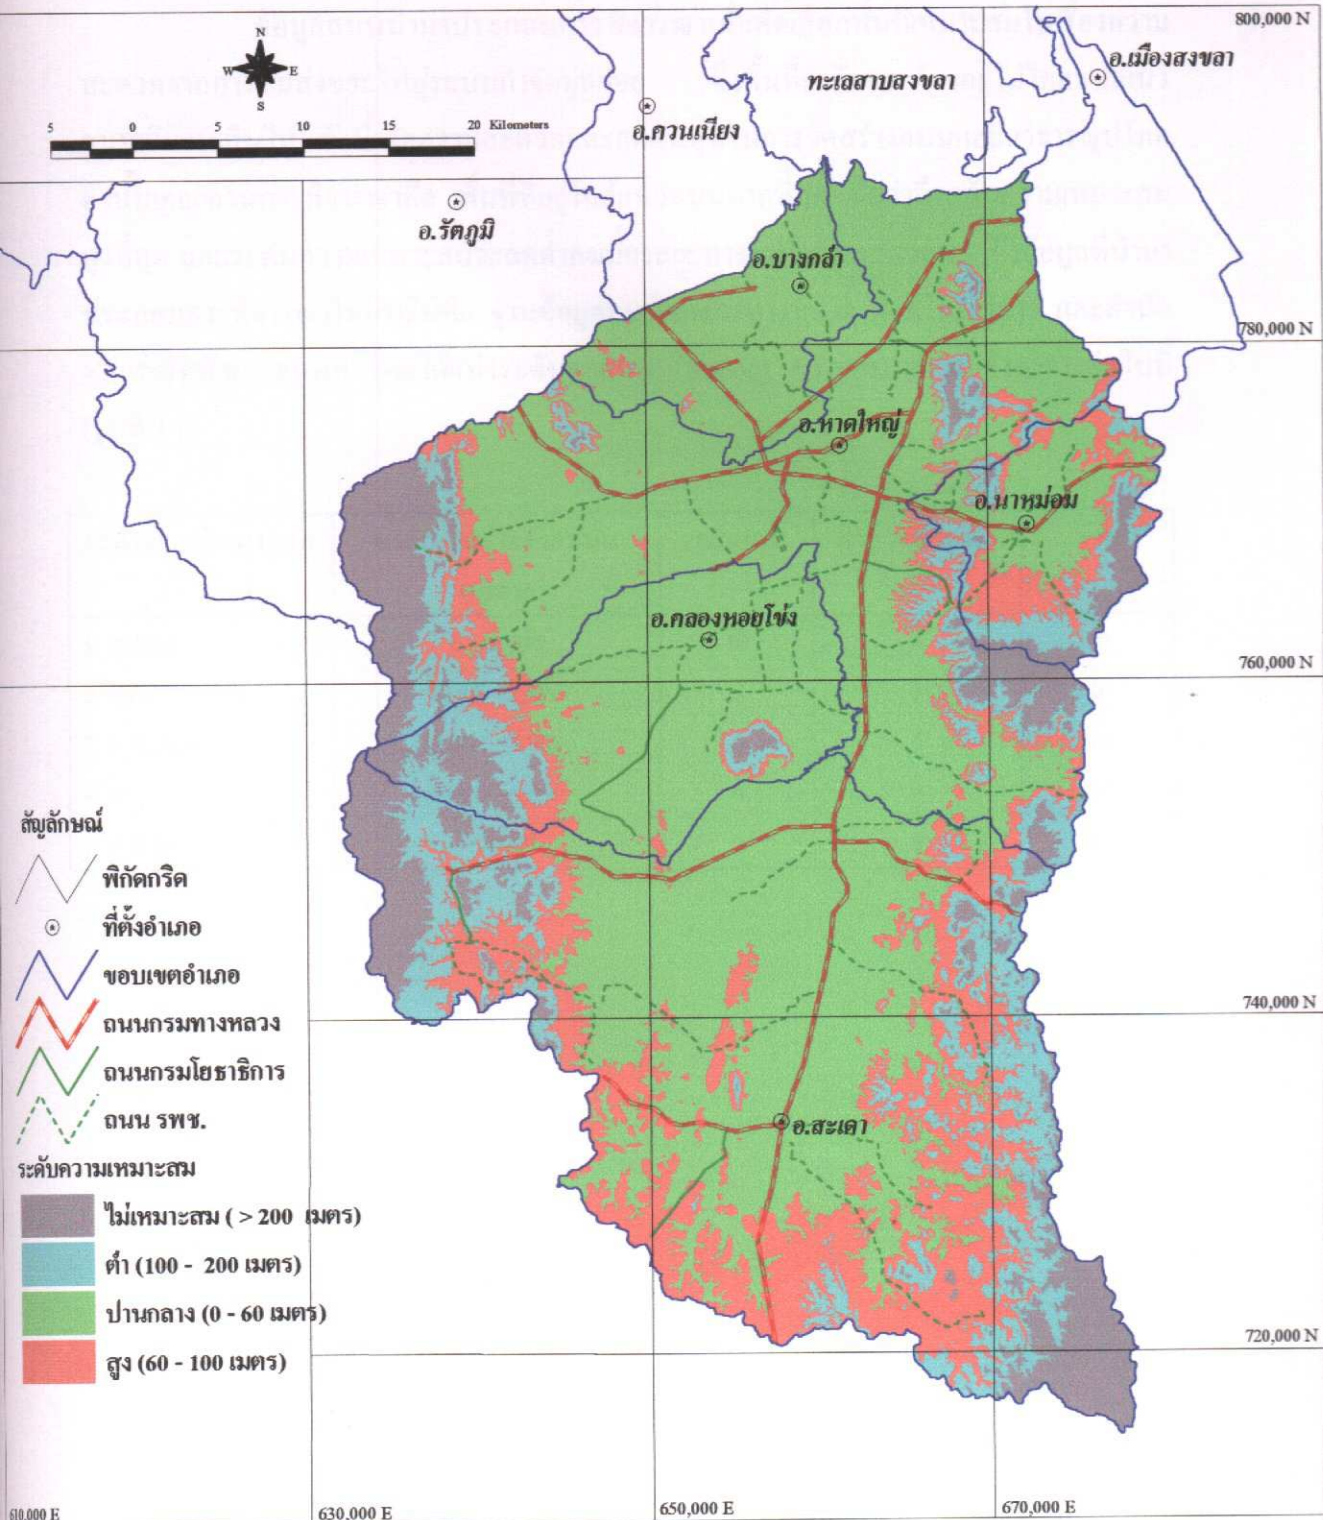 800,000 N
N
W E
S
5 0 5 10 15 20 Kilometers
อ.เมืองสงขลา
ทะเลสาบสงขลา
อ.ควนเนียง
อ.รัตภูมิ
อ.บางกล่ำ
780,000 N
อ.หาดใหญ่
อ.นาหม่อม
อ.คลองหอยโข่ง
760,000 N
สัญลักษณ์
พิกัดกริด
ที่ตั้งอำเภอ
ขอบเขตอำเภอ
ถนนกรมทางหลวง
740,000 N
ถนนกรมโยธาธิการ
ถนน รพช.
อ.สะเดา
ระดับความเหมาะสม
ไม่เหมาะสม ( > 200 เมตร)
ต่ำ (100 - 200 เมตร)
ปานกลาง (0 - 60 เมตร)
720,000 N
สูง (60 - 100 เมตร)
610,000 E
630,000 E
650,000 E
670,000 E